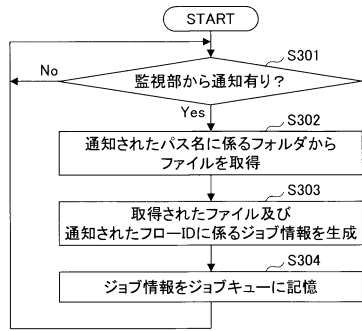 START
S301
監視部から通知有り？
No
Yes
S302
通知されたパス名に係るフォルダから
ファイルを取得
S303
取得されたファイル及び
通知されたフローIDに係るジョブ情報を生成
S304
ジョブ情報をジョブキューに記憶